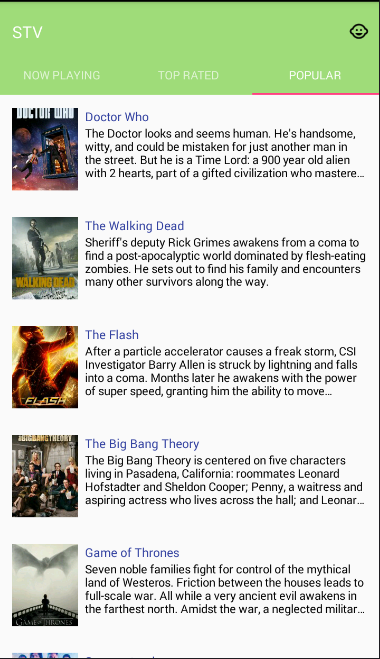 STV
NOW PLAYING
TOP RATED
POPULAR
DOCTOR WHO
Doctor Who
The Doctor looks and seems human. He's handsome,
witty, and could be mistaken for just another man in
the street. But he is a Time Lord: a 900 year old alien
with 2 hearts, part of a gifted civilization who mastere…
WALKING DEAD
The Walking Dead
Sheriff's deputy Rick Grimes awakens from a coma to
find a post-apocalyptic world dominated by flesh-eating
zombies. He sets out to find his family and encounters
many other survivors along the way.
FLASH
The Flash
After a particle accelerator causes a freak storm, CSI
Investigator Barry Allen is struck by lightning and falls
into a coma. Months later he awakens with the power
of super speed, granting him the ability to move…
BIG BANG THEORY
The Big Bang Theory
The Big Bang Theory is centered on five characters
living in Pasadena, California: roommates Leonard
Hofstadter and Sheldon Cooper; Penny, a waitress and
aspiring actress who lives across the hall; and Leonar…
GAME OF THRONES
Game of Thrones
Seven noble families fight for control of the mythical
land of Westeros. Friction between the houses leads to
full-scale war. All while a very ancient evil awakens in
the farthest north. Amidst the war, a neglected militar…